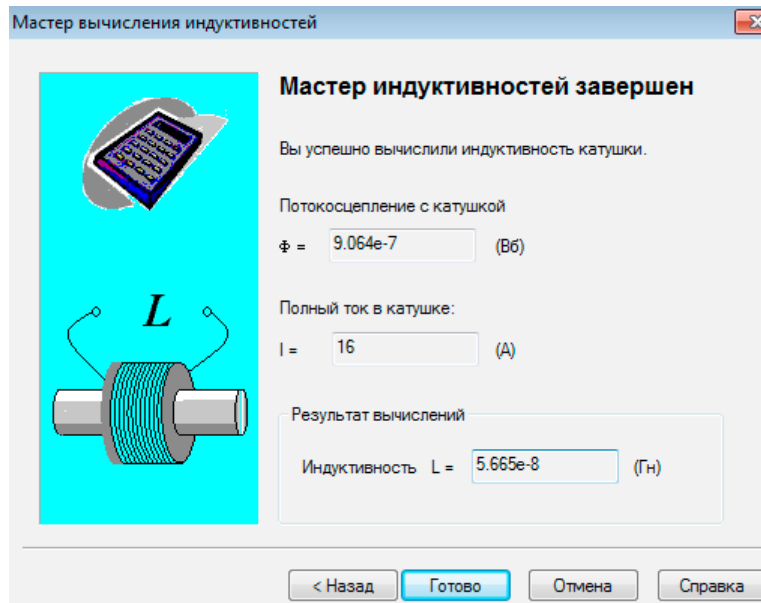 Мастер вычисления индуктивностей
Мастер индуктивностей завершен
Вы успешно вычислили индуктивность катушки.
Потокосцепление с катушкой
Φ = 9.064e-7 (Вб)
Полный ток в катушке:
I = 16 (А)
L
Результат вычислений
Индуктивность L = 5.665e-8 (Гн)
< Назад Готово Отмена Справка